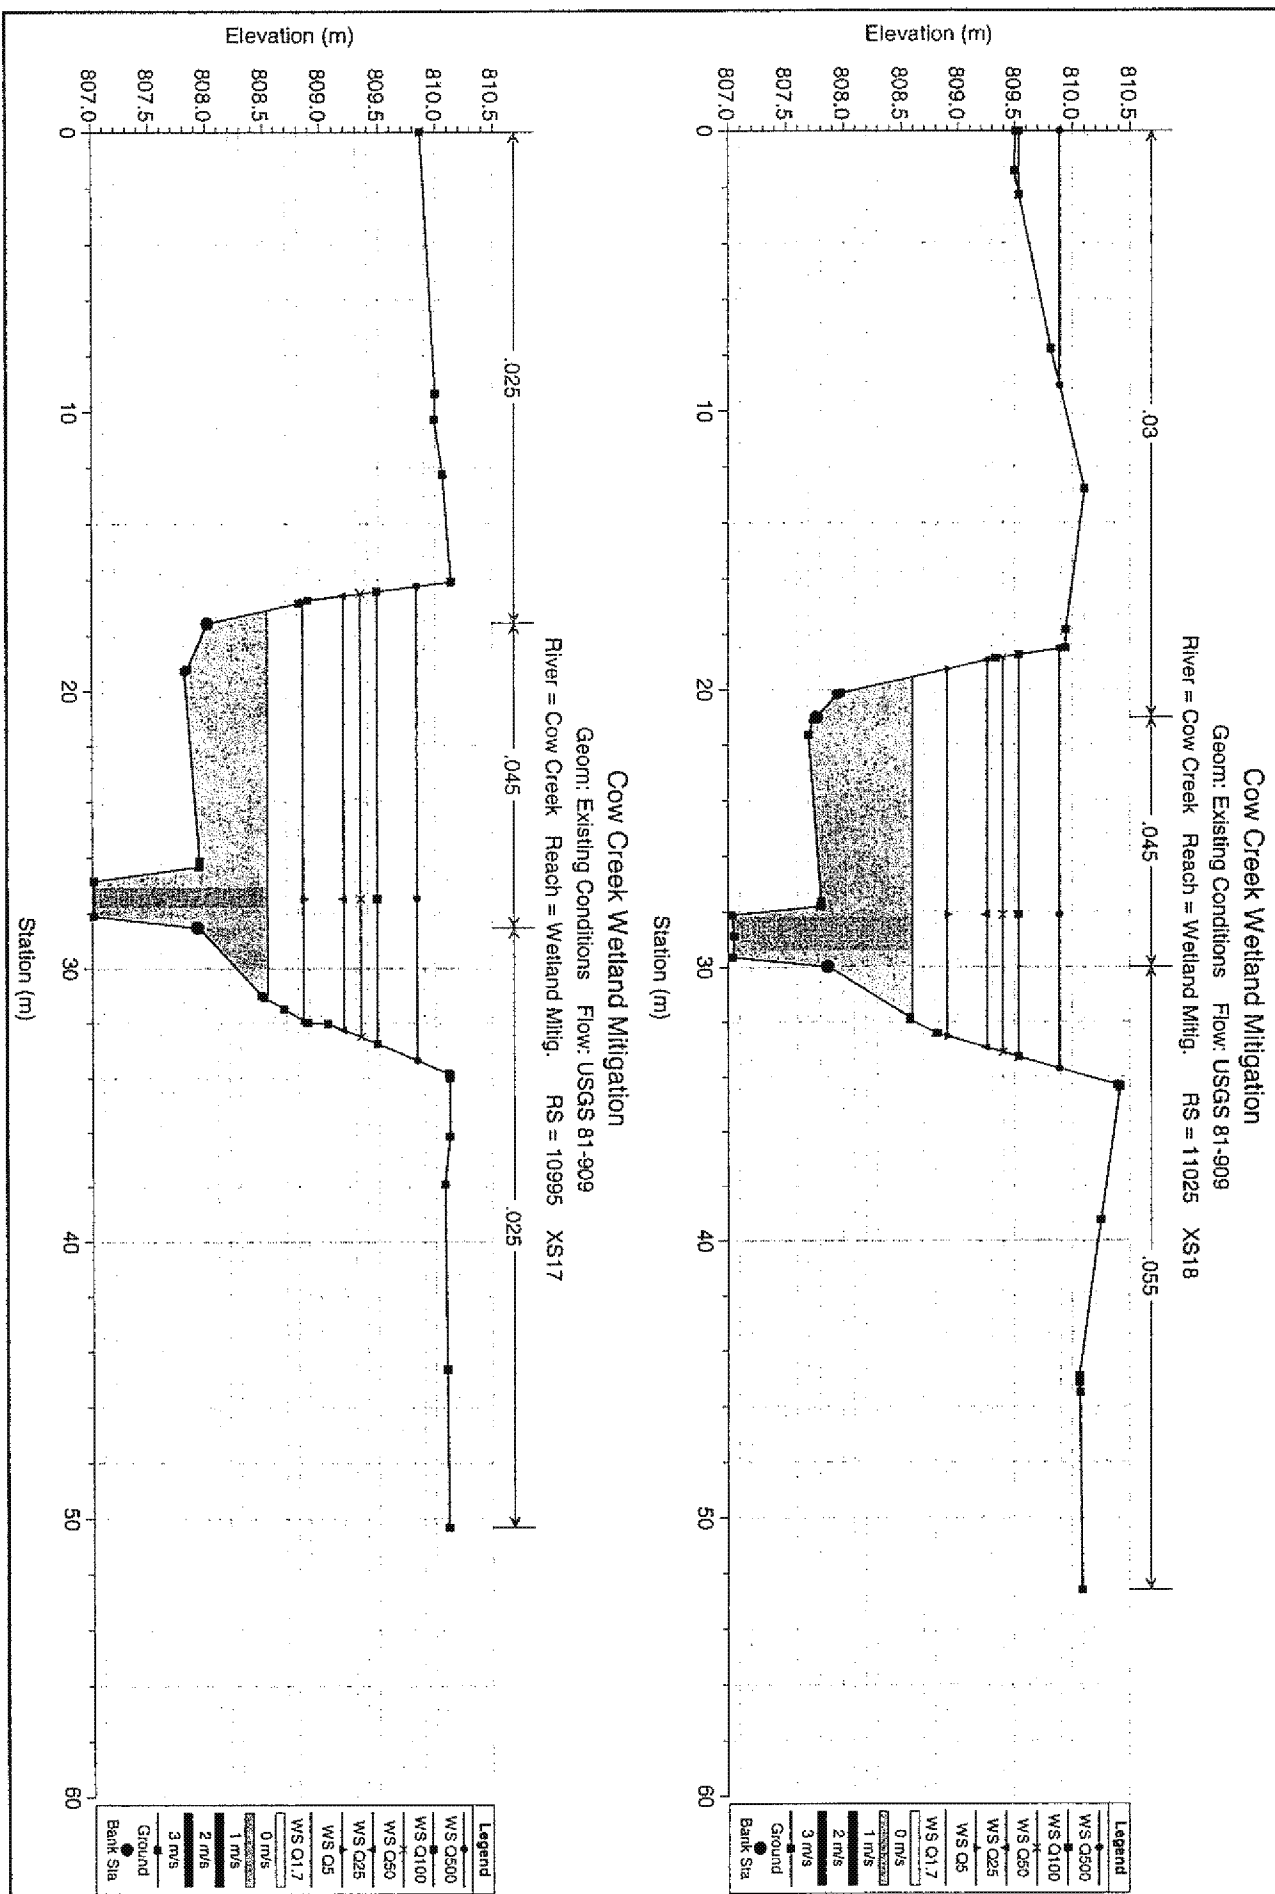 Cow Creek Wetland Mitigation
Geom: Existing Conditions Flow: USGS 81-909
River = Cow Creek Reach = Wetland Mitig. RS = 11025 XS18
.03
.045
.055
Elevation (m)
810.5
810.0
809.5
809.0
808.5
808.0
807.5
807.0
0
10
20
30
40
50
60
Station (m)
Legend
WS Q500
WS Q100
WS Q50
WS Q25
WS Q5
WS Q1.7
0 m/s
1 m/s
2 m/s
3 m/s
Ground
Bank Sta
Cow Creek Wetland Mitigation
Geom: Existing Conditions Flow: USGS 81-909
River = Cow Creek Reach = Wetland Mitig. RS = 10995 XS17
.025
.045
.025
Elevation (m)
810.5
810.0
809.5
809.0
808.5
808.0
807.5
807.0
0
10
20
30
40
50
60
Station (m)
Legend
WS Q500
WS Q100
WS Q50
WS Q25
WS Q5
WS Q1.7
0 m/s
1 m/s
2 m/s
3 m/s
Ground
Bank Sta